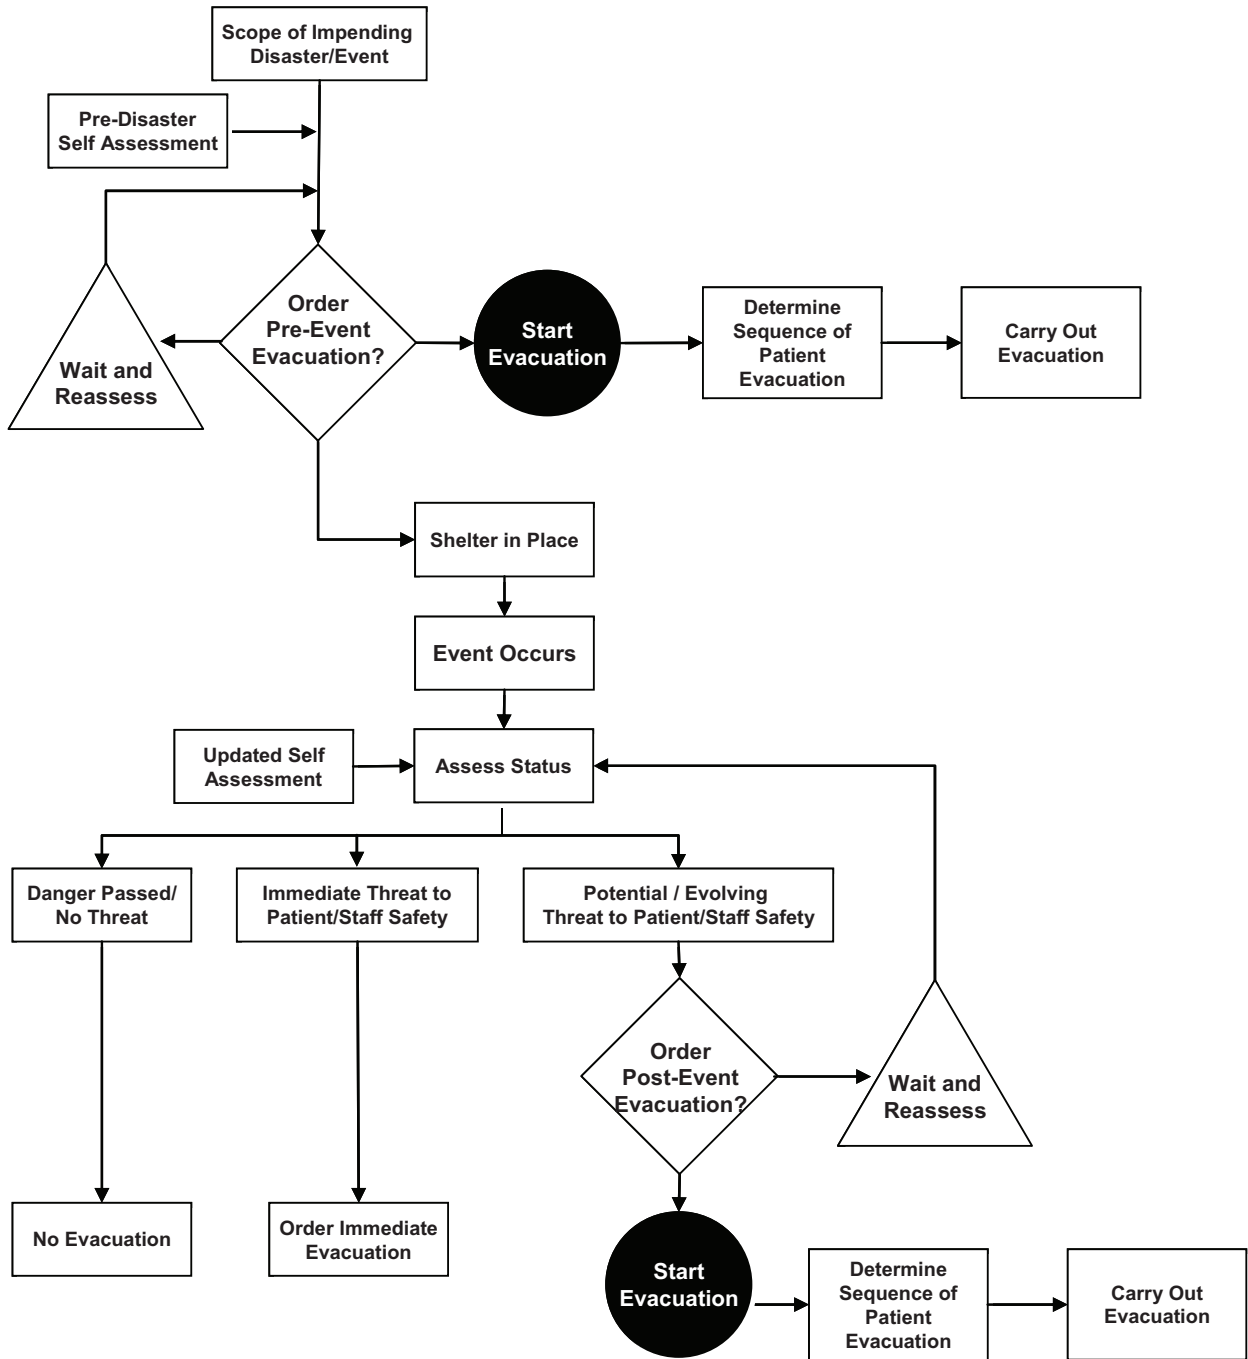 Scope of Impending
Disaster/Event
Pre-Disaster
Self Assessment
Order
Pre-Event
Evacuation?
Wait and
Reassess
Start
Evacuation
Determine
Sequence of
Patient
Evacuation
Carry Out
Evacuation
Shelter in Place
Event Occurs
Updated Self
Assessment
Assess Status
Danger Passed/
No Threat
Immediate Threat to
Patient/Staff Safety
Potential / Evolving
Threat to Patient/Staff Safety
Order
Post-Event
Evacuation?
Wait and
Reassess
No Evacuation
Order Immediate
Evacuation
Start
Evacuation
Determine
Sequence of
Patient
Evacuation
Carry Out
Evacuation